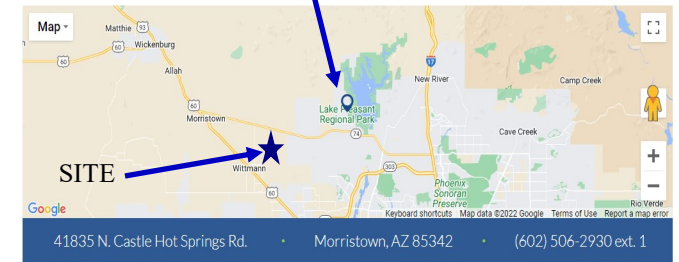 Map
Matthie 93
60 Wickenburg
60
Allah
60
Morristown
17
New River
Camp Creek
Lake Pleasant
Regional Park
74
Cave Creek
SITE
Wittmann
303
60
Phoenix
Sonoran
Preserve
Rio Verde
Google
Keyboard shortcuts Map data ©2022 Google Terms of Use Report a map error
41835 N. Castle Hot Springs Rd. • Morristown, AZ 85342 • (602) 506-2930 ext. 1